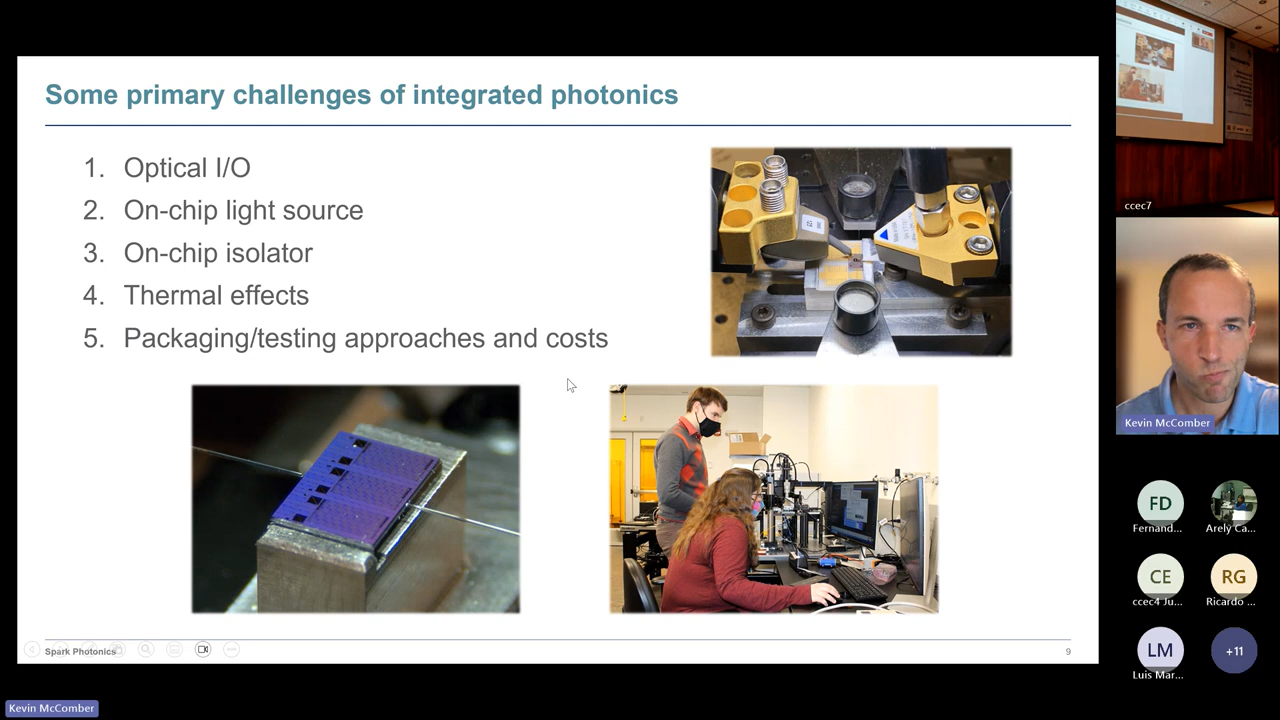 Some primary challenges of integrated photonics
1. Optical I/O
2. On-chip light source
3. On-chip isolator
4. Thermal effects
5. Packaging/testing approaches and costs
Spark Photonics
9
ccec7
Kevin McComber
FD
Fernand...
Arely Ca...
CE
ccec4 Ju...
RG
Ricardo ...
LM
Luis Mar...
+11
Kevin McComber